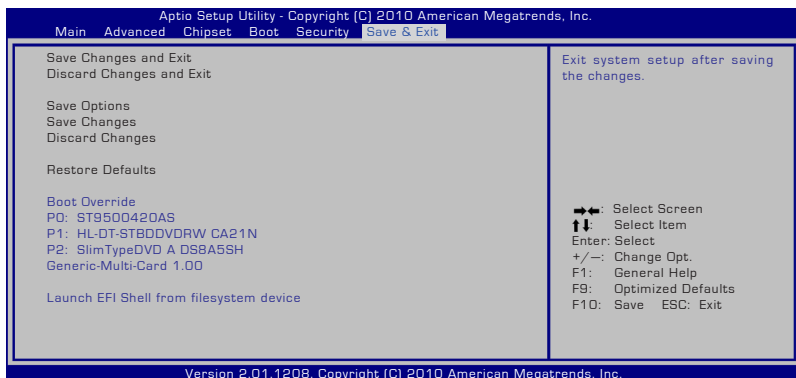 Aptio Setup Utility - Copyright (C) 2010 American Megatrends, Inc.
Main Advanced Chipset Boot Security Save & Exit
Save Changes and Exit
Discard Changes and Exit
Save Options
Save Changes
Discard Changes
Restore Defaults
Boot Override
P0: ST9500420AS
P1: HL-DT-STBDDVDRW CA21N
P2: SlimTypeDVD A DS8A5SH
Generic-Multi-Card 1.00
Launch EFI Shell from filesystem device
Exit system setup after saving
the changes.
→←: Select Screen
↑↓: Select Item
Enter: Select
+/—: Change Opt.
F1: General Help
F9: Optimized Defaults
F10: Save ESC: Exit
Version 2.01.1208. Copyright (C) 2010 American Megatrends, Inc.